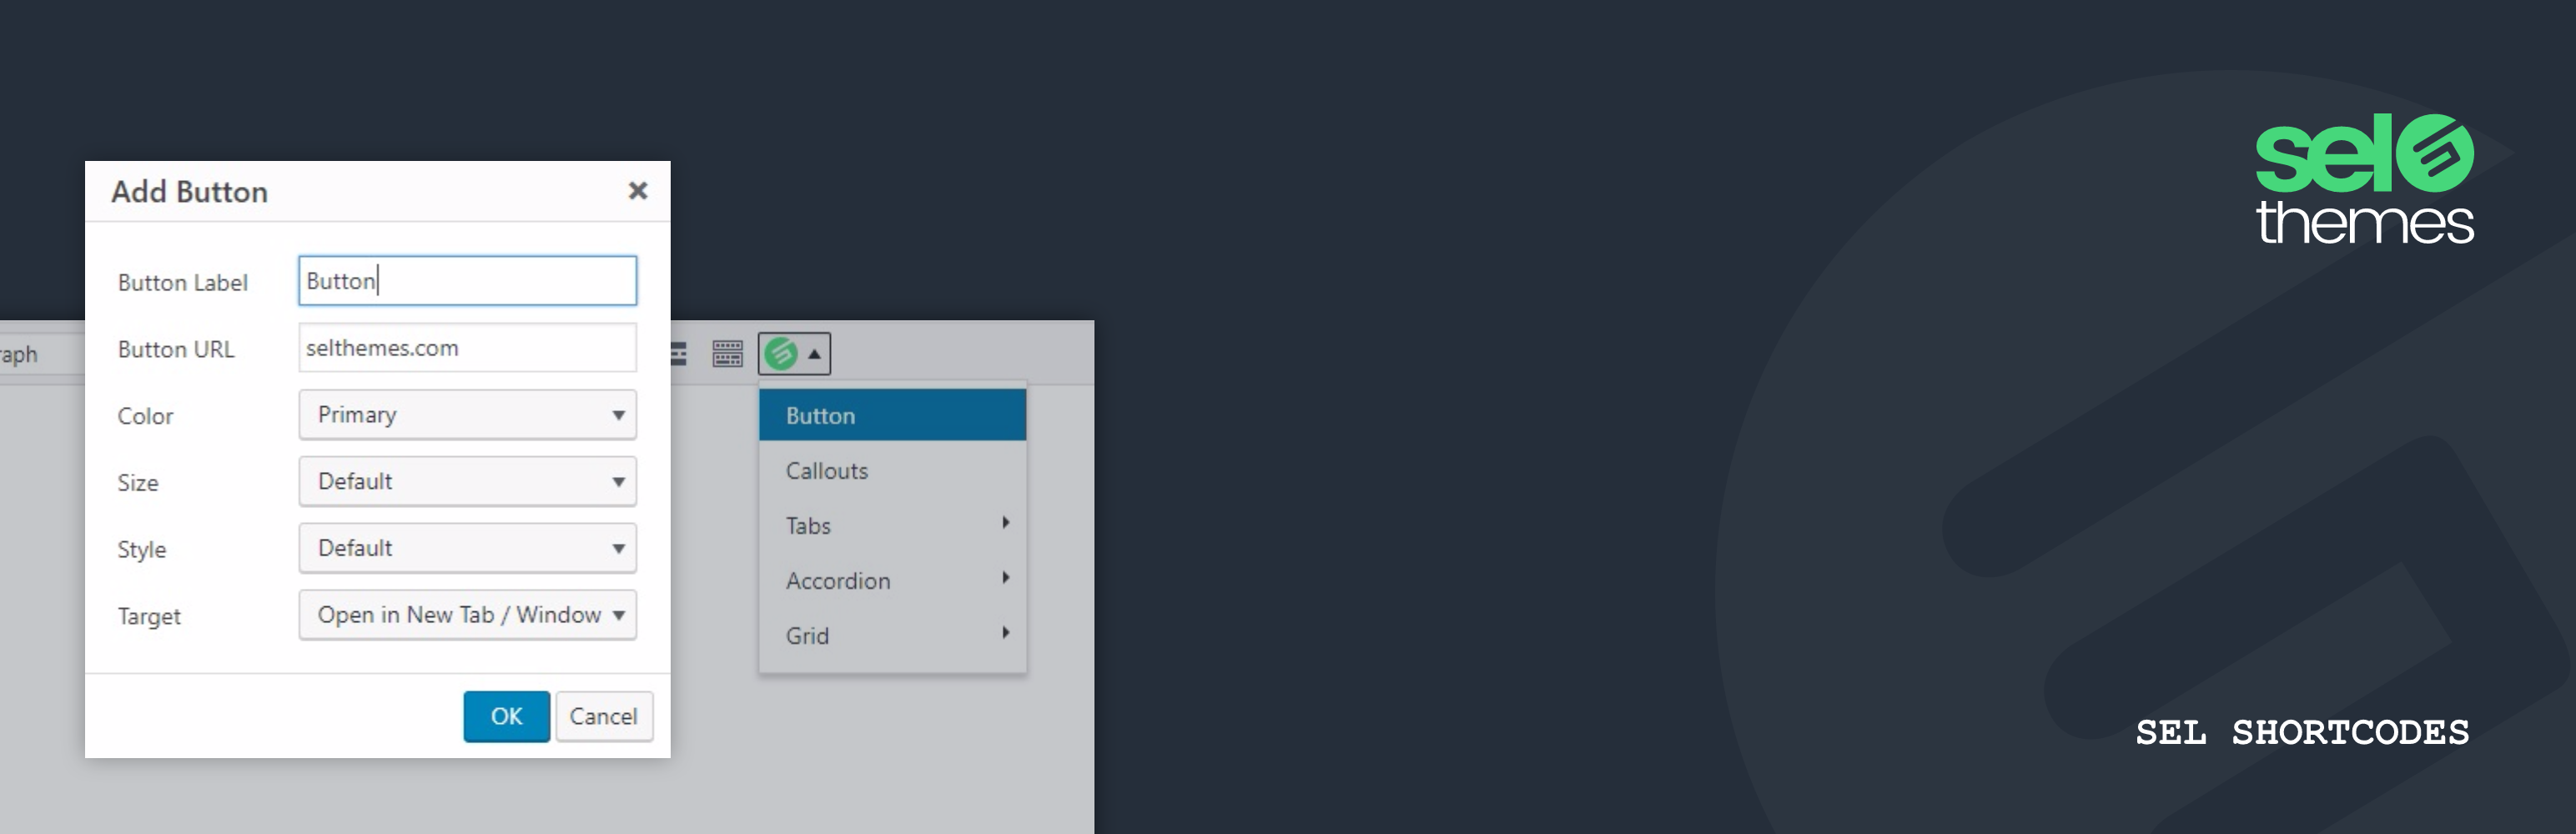 Add Button
Button Label
Button
Button URL
selthemes.com
Color
Primary
Size
Default
Style
Default
Target
Open in New Tab / Window
OK
Cancel
raph
Button
Callouts
Tabs
Accordion
Grid
sel
themes
SEL SHORTCODES